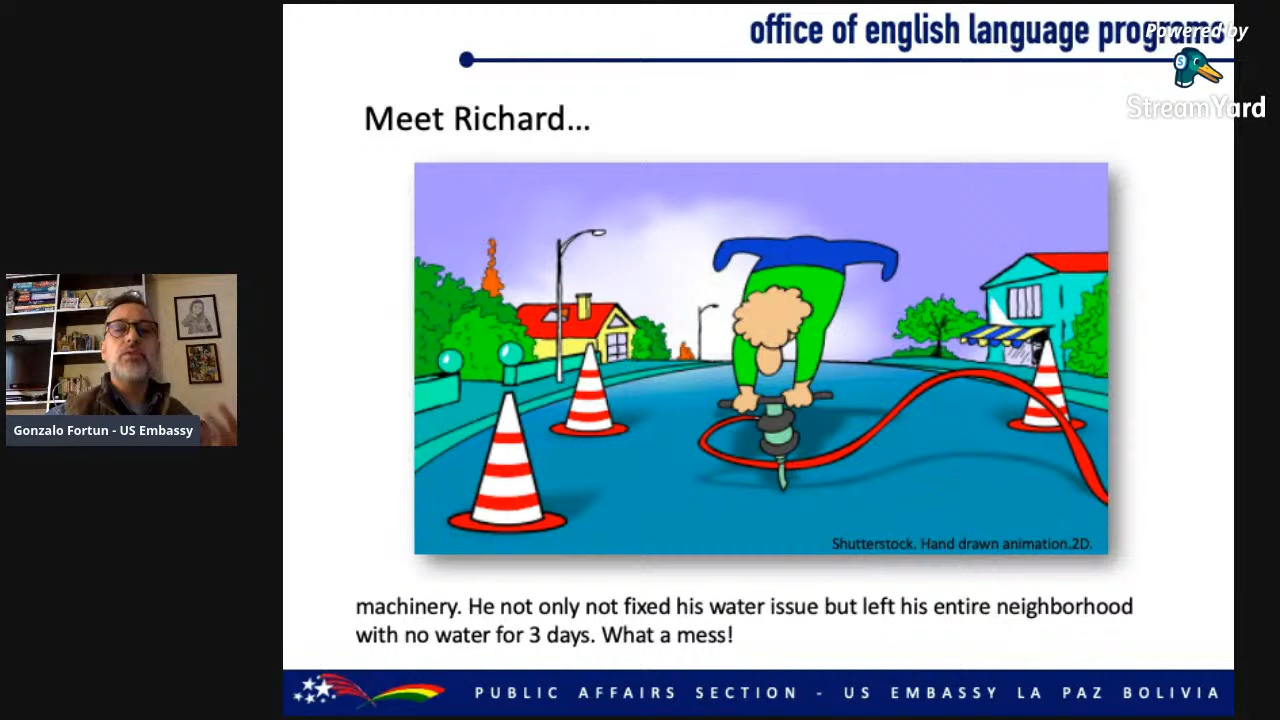 office of english language programs
Powered by
StreamYard
Meet Richard...
Shutterstock. Hand drawn animation.2D.
Gonzalo Fortun - US Embassy
machinery. He not only not fixed his water issue but left his entire neighborhood
with no water for 3 days. What a mess!
PUBLIC AFFAIRS SECTION - US EMBASSY LA PAZ BOLIVIA